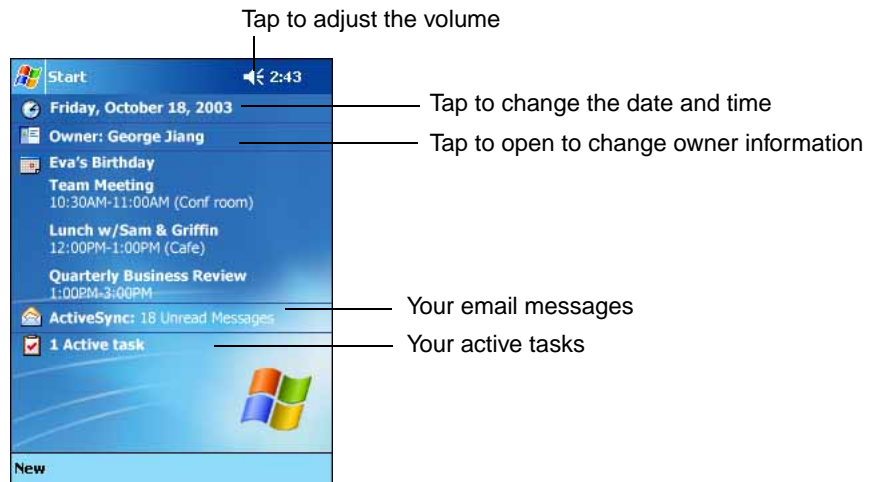 Tap to adjust the volume
Start 2:43
Friday, October 18, 2003
Tap to change the date and time
Owner: George Jiang
Tap to open to change owner information
Eva's Birthday
Team Meeting
10:30AM-11:00AM (Conf room)
Lunch w/Sam & Griffin
12:00PM-1:00PM (Cafe)
Quarterly Business Review
1:00PM-3:00PM
ActiveSync: 18 Unread Messages
Your email messages
1 Active task
Your active tasks
New